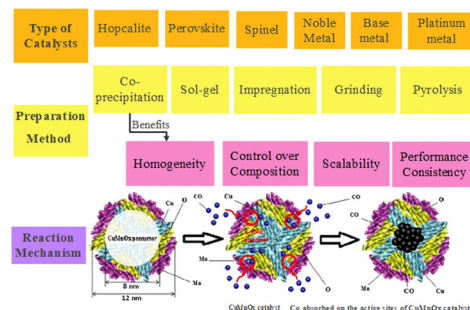 Type of
Catalysts
Hopcalite
Perovskite
Spinel
Noble
Metal
Base
metal
Platinum
metal
Preparation
Method
Co-
precipitation
Sol-gel
Impregnation
Grinding
Pyrolysis
Benefits
Homogeneity
Control over
Composition
Scalability
Performance
Consistency
Reaction
Mechanism
Cu
O
CuMnOx precursor
Mn
8 nm
12 nm
CO
Cu
CO
Mn
O
CuMnOx catalyst
Mn
CO
Cu
O
Co absorbed on the active sites of CuMnOx catalyst